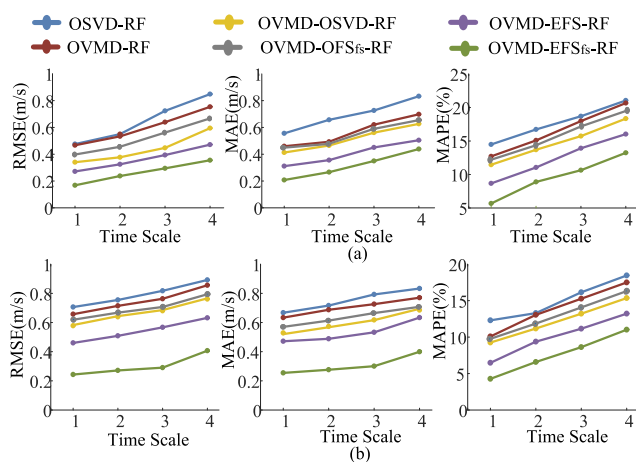 OSVD-RF OVMD-OSVD-RF OVMD-EFS-RF
OVMD-RF OVMD-OFSfs-RF OVMD-EFSfs-RF
RMSE(m/s)
1
0.8
0.6
0.4
0.2
0
1 2 3 4
Time Scale
MAE(m/s)
1
0.8
0.6
0.4
0.2
0
1 2 3 4
Time Scale
MAPE(%)
25
20
15
10
5
1 2 3 4
Time Scale
(a)
RMSE(m/s)
1
0.8
0.6
0.4
0.2
0
1 2 3 4
Time Scale
MAE(m/s)
1
0.8
0.6
0.4
0.2
0
1 2 3 4
Time Scale
MAPE(%)
20
15
10
5
0
1 2 3 4
Time Scale
(b)